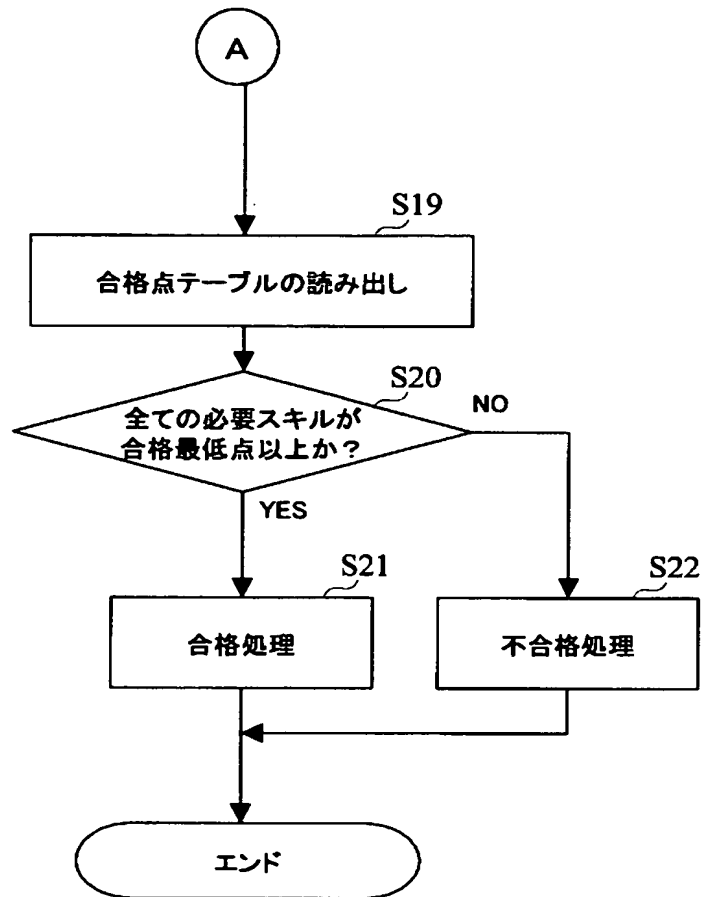 A
S19
合格点テーブルの読み出し
S20
全ての必要スキルが
合格最低点以上か?
NO
YES
S21
合格処理
S22
不合格処理
エンド